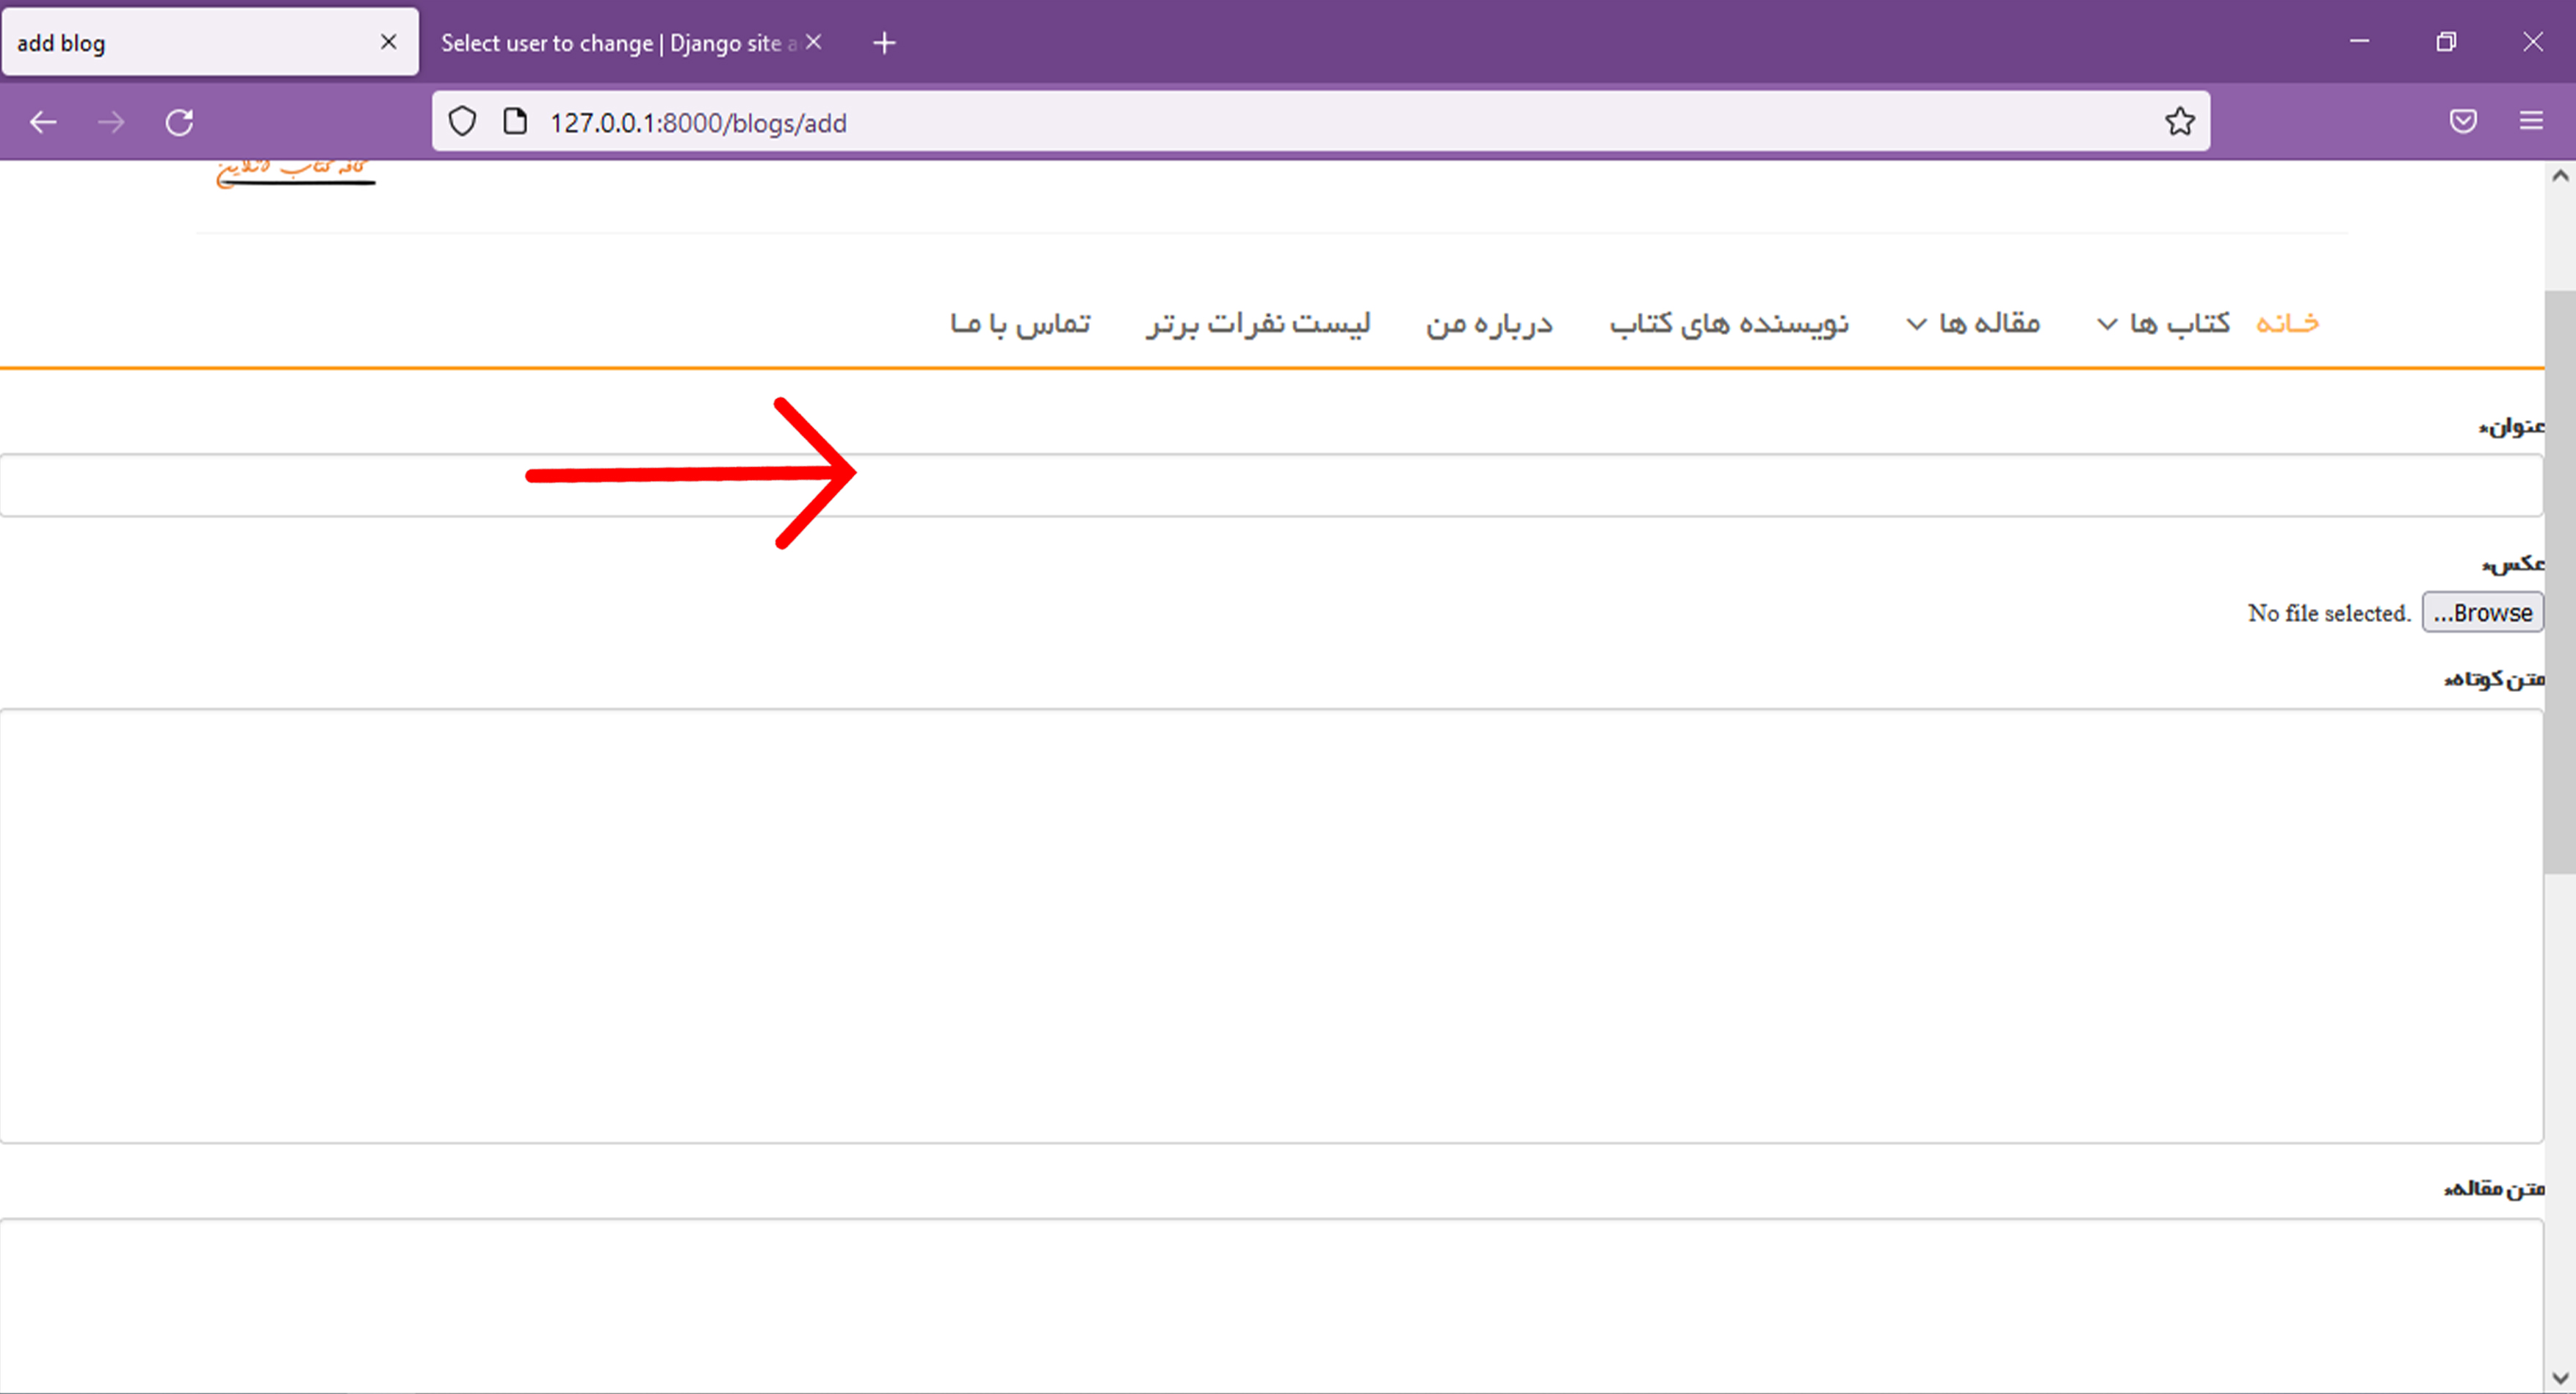 add blog
Select user to change | Django site a
127.0.0.1:8000/blogs/add
خانه کتاب ها مقاله ها نویسنده های کتاب درباره من لیست نفرات برتر تماس با ما
عنوان*
عکس*
Browse... No file selected.
متن کوتاه*
متن مقاله*